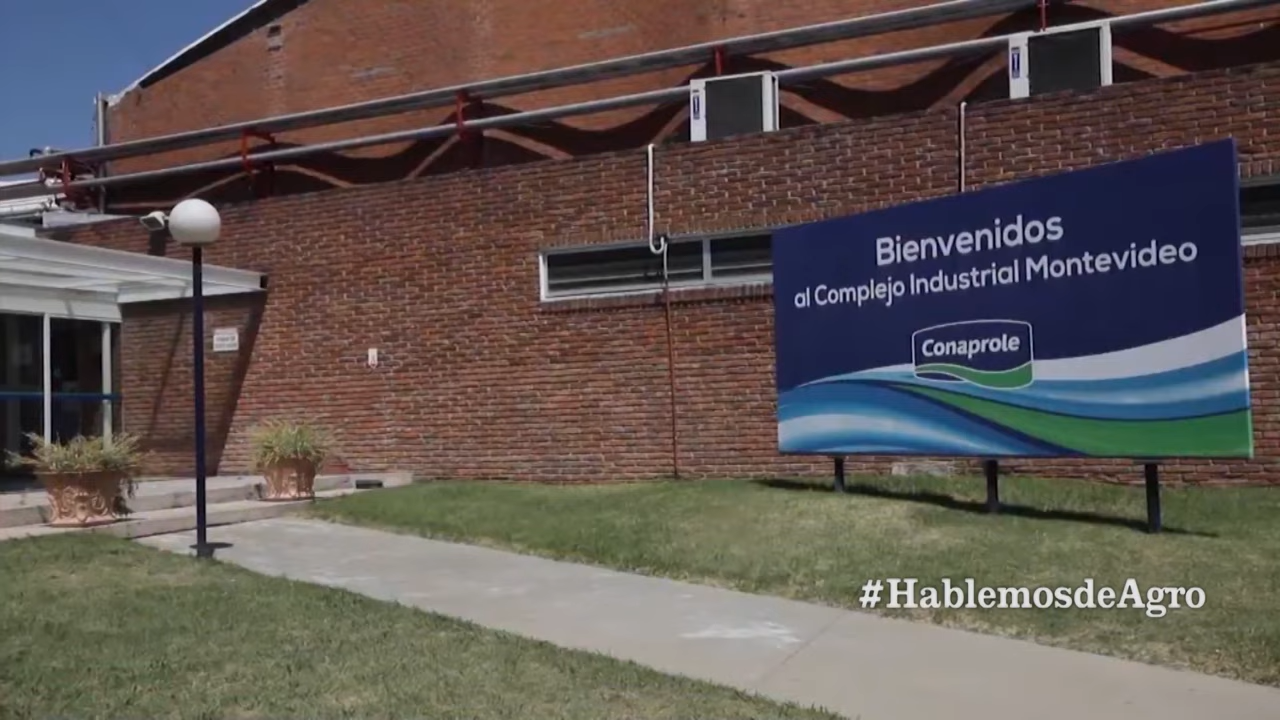 Bienvenidos
al Complejo Industrial Montevideo
Conaprole
#HablemosdeAgro